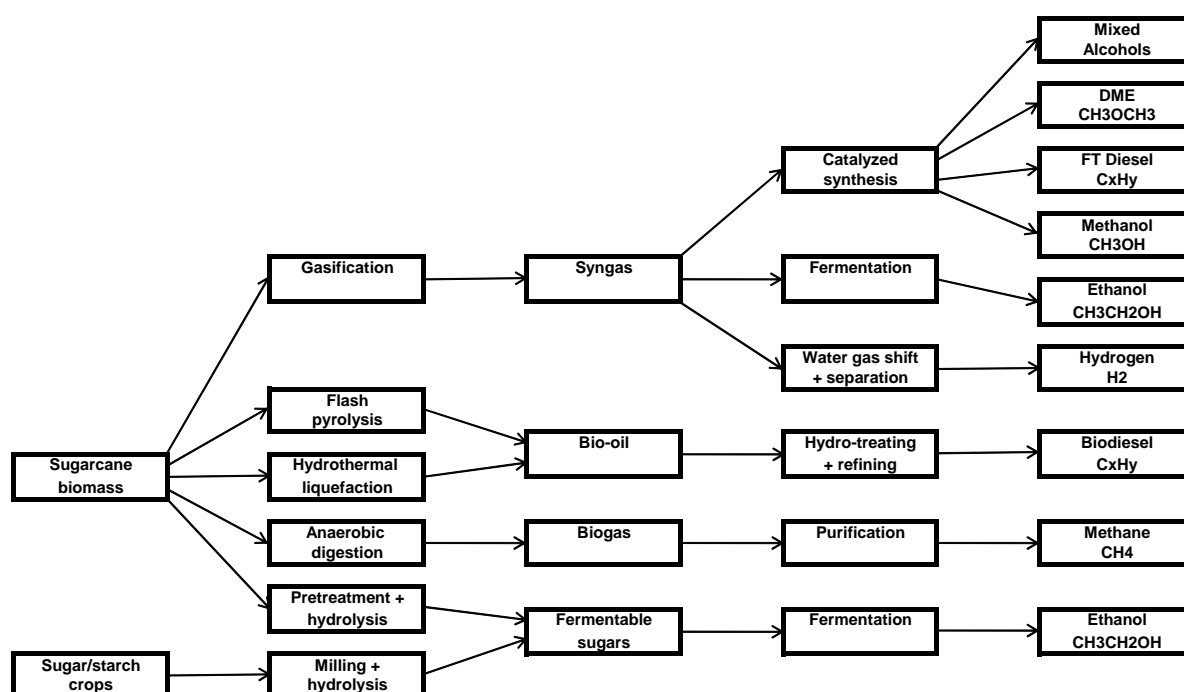 Mixed
Alcohols
DME
CH3OCH3
Catalyzed
synthesis
FT Diesel
CxHy
Methanol
CH3OH
Gasification
Syngas
Fermentation
Ethanol
CH3CH2OH
Water gas shift
+ separation
Hydrogen
H2
Flash
pyrolysis
Bio-oil
Hydro-treating
+ refining
Biodiesel
CxHy
Sugarcane
biomass
Hydrothermal
liquefaction
Anaerobic
digestion
Biogas
Purification
Methane
CH4
Pretreatment +
hydrolysis
Fermentable
sugars
Fermentation
Ethanol
CH3CH2OH
Sugar/starch
crops
Milling +
hydrolysis